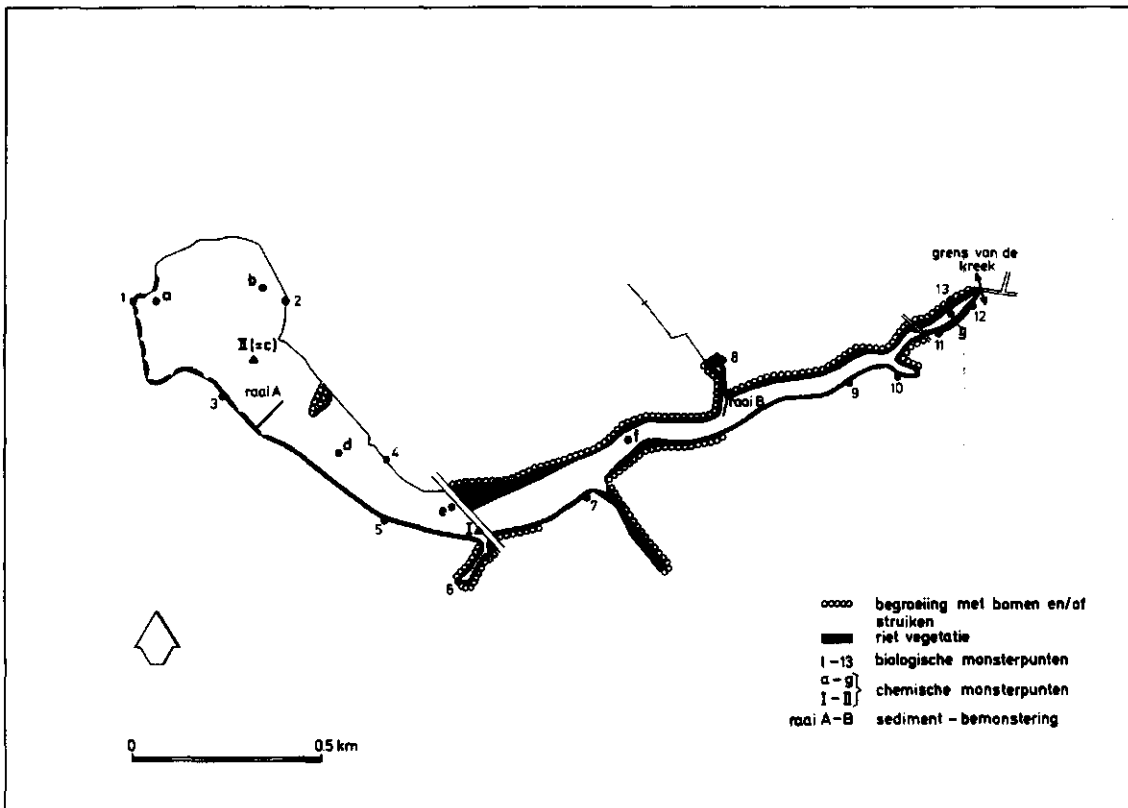 grens van de
kreek
13
12
11
g
b
1
a
2
II (=c)
8
raai B
10
9
3
raai A
f
d
4
e
7
I
5
6
begroeiing met bomen en/of
struiken
riet vegetatie
1-13 biologische monsterpunten
a-g
I-II
chemische monsterpunten
raai A-B sediment-bemonstering
0
0.5 km